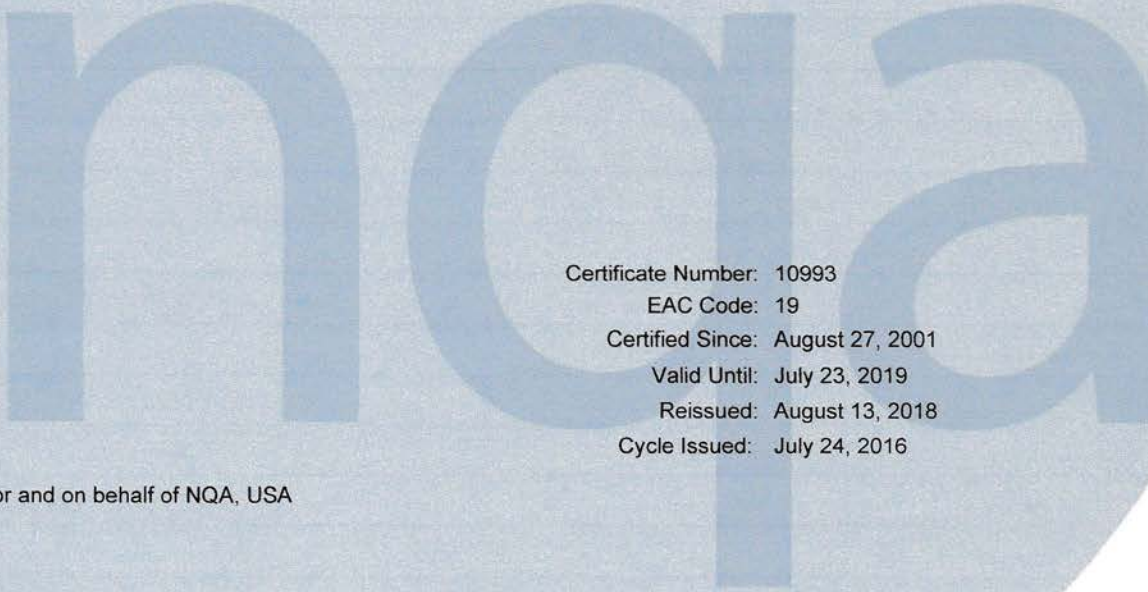 nqa
Certificate Number: 10993
EAC Code: 19
Certified Since: August 27, 2001
Valid Until: July 23, 2019
Reissued: August 13, 2018
Cycle Issued: July 24, 2016
and on behalf of NQA, USA